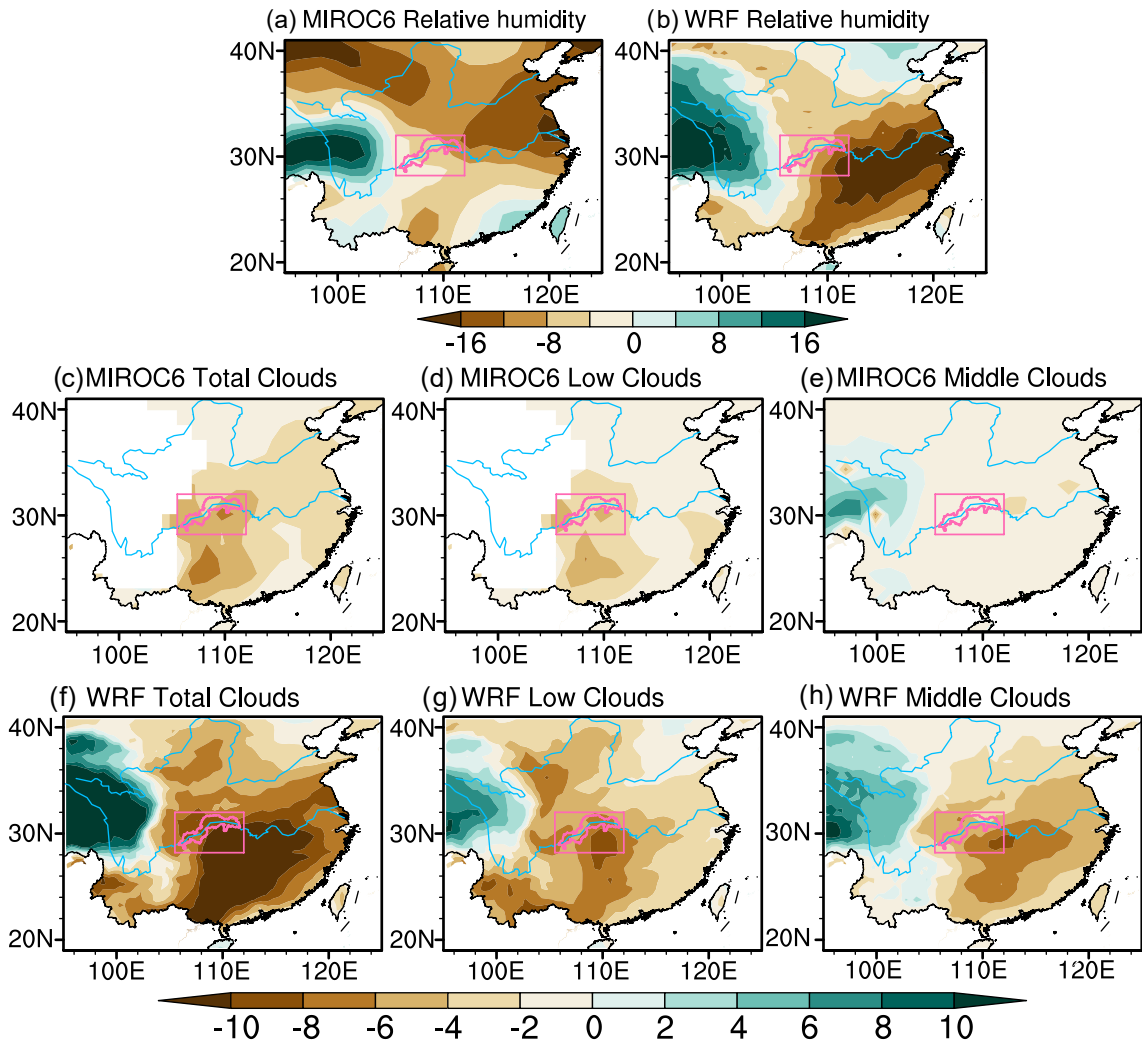 (a) MIROC6 Relative humidity (b) WRF Relative humidity
40N 40N
30N 30N
20N 20N
100E 110E 120E 100E 110E 120E
-16 -8 0 8 16
(c) MIROC6 Total Clouds (d) MIROC6 Low Clouds (e) MIROC6 Middle Clouds
40N 40N 40N
30N 30N 30N
20N 20N 20N
100E 110E 120E 100E 110E 120E 100E 110E 120E
(f) WRF Total Clouds (g) WRF Low Clouds (h) WRF Middle Clouds
40N 40N 40N
30N 30N 30N
20N 20N 20N
100E 110E 120E 100E 110E 120E 100E 110E 120E
-10 -8 -6 -4 -2 0 2 4 6 8 10